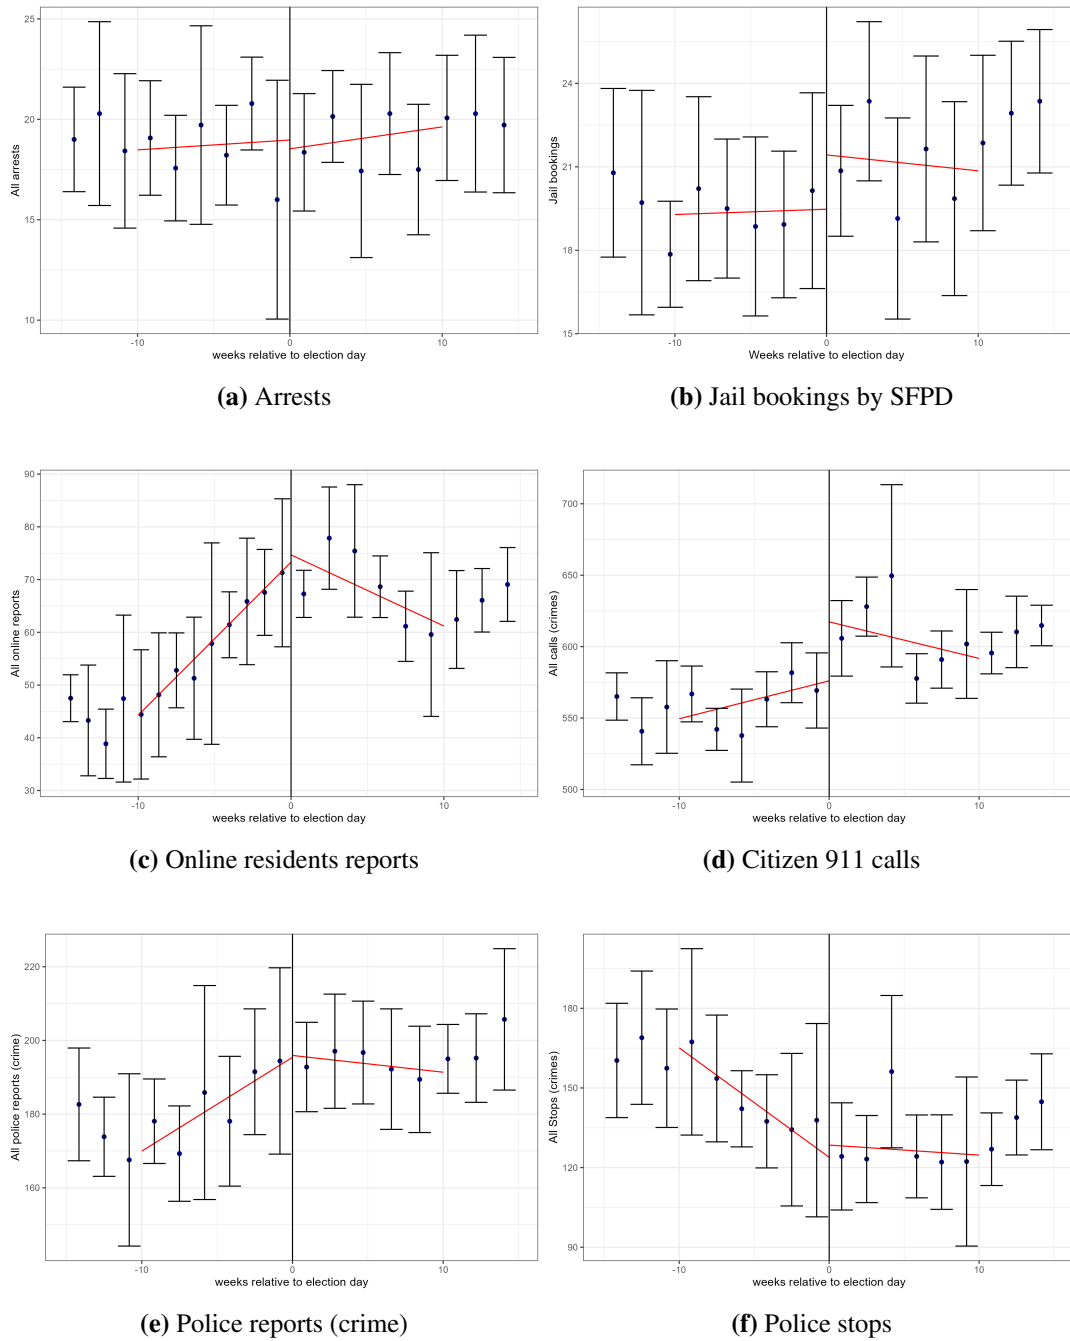 25
20
15
10
All arrests
-10 0 10
weeks relative to election day
(a) Arrests
24
21
18
15
Jail bookings
-10 0 10
Weeks relative to election day
(b) Jail bookings by SFPD
90
80
70
60
50
40
30
All online reports
-10 0 10
weeks relative to election day
(c) Online residents reports
700
650
600
550
500
All calls (crimes)
-10 0 10
weeks relative to election day
(d) Citizen 911 calls
220
200
180
160
All police reports (crime)
-10 0 10
weeks relative to election day
(e) Police reports (crime)
180
150
120
90
All Stops (crimes)
-10 0 10
weeks relative to election day
(f) Police stops